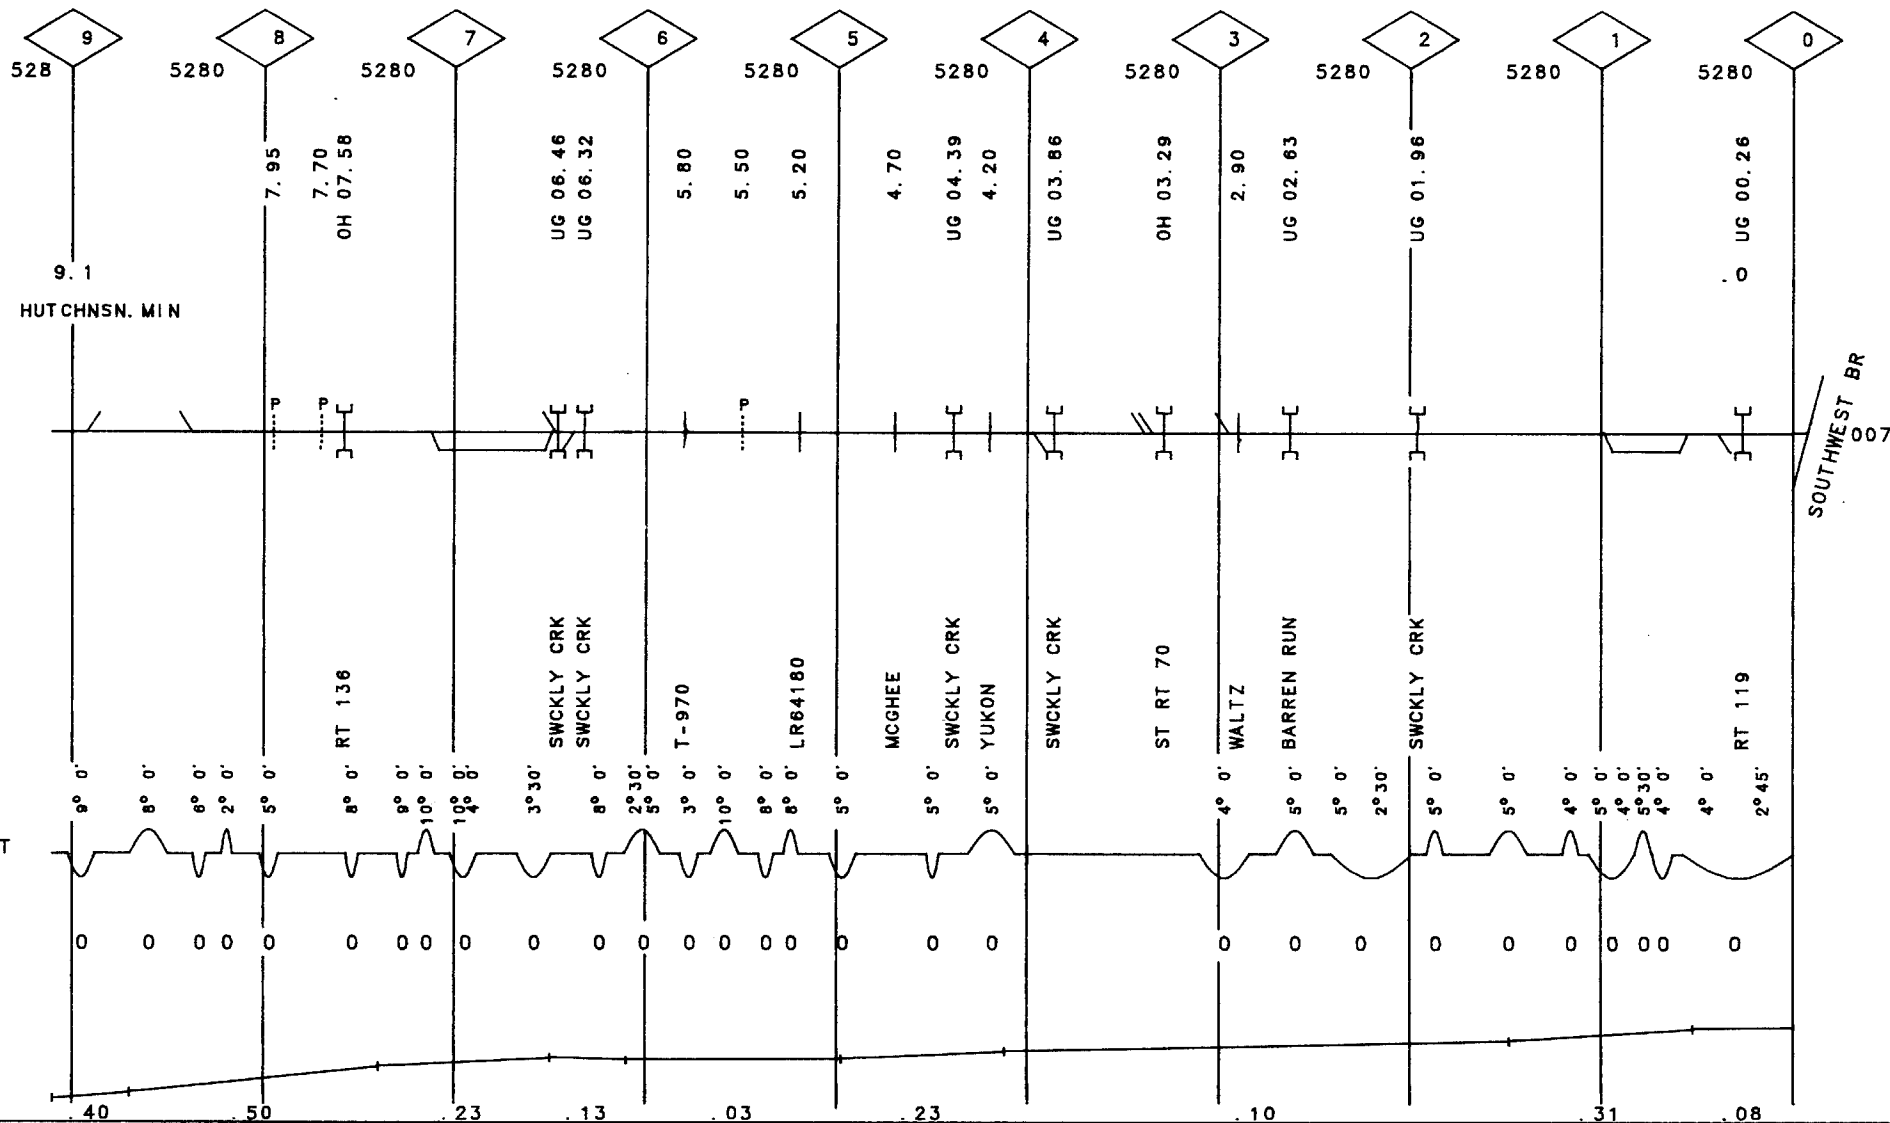 9 8 7 6 5 4 3 2 1 0
528 5280 5280 5280 5280 5280 5280 5280 5280 5280
7.95
7.70
OH 07.58
UG 06.46
UG 06.32
5.80
5.50
5.20
4.70
UG 04.39
4.20
UG 03.86
OH 03.29
2.90
UG 02.63
UG 01.96
UG 00.26
9.1
.0
HUTCHNSN. MIN
P P P
SOUTHWEST BR
007
RT 136
SWCKLY CRK
SWCKLY CRK
T-970
LR64180
MCGHEE
SWCKLY CRK
YUKON
SWCKLY CRK
ST RT 70
WALTZ
BARREN RUN
SWCKLY CRK
RT 119
9° 0'
8° 0'
6° 0'
2° 0'
5° 0'
8° 0'
9° 0'
10° 0'
10° 0'
4° 0'
3°30'
8° 0'
2°30'
5° 0'
3° 0'
10° 0'
8° 0'
8° 0'
5° 0'
5° 0'
5° 0'
4° 0'
5° 0'
5° 0'
2°30'
5° 0'
5° 0'
4° 0'
5° 0'
4° 0'
5°30'
4° 0'
4° 0'
2°45'
T
0 0 0 0 0 0 0 0 0 0 0 0 0 0 0 0 0 0 0 0 0 0 0 0 0 0 0 0 0
.40 .50 .23 .13 .03 .23 .10 .31 .08